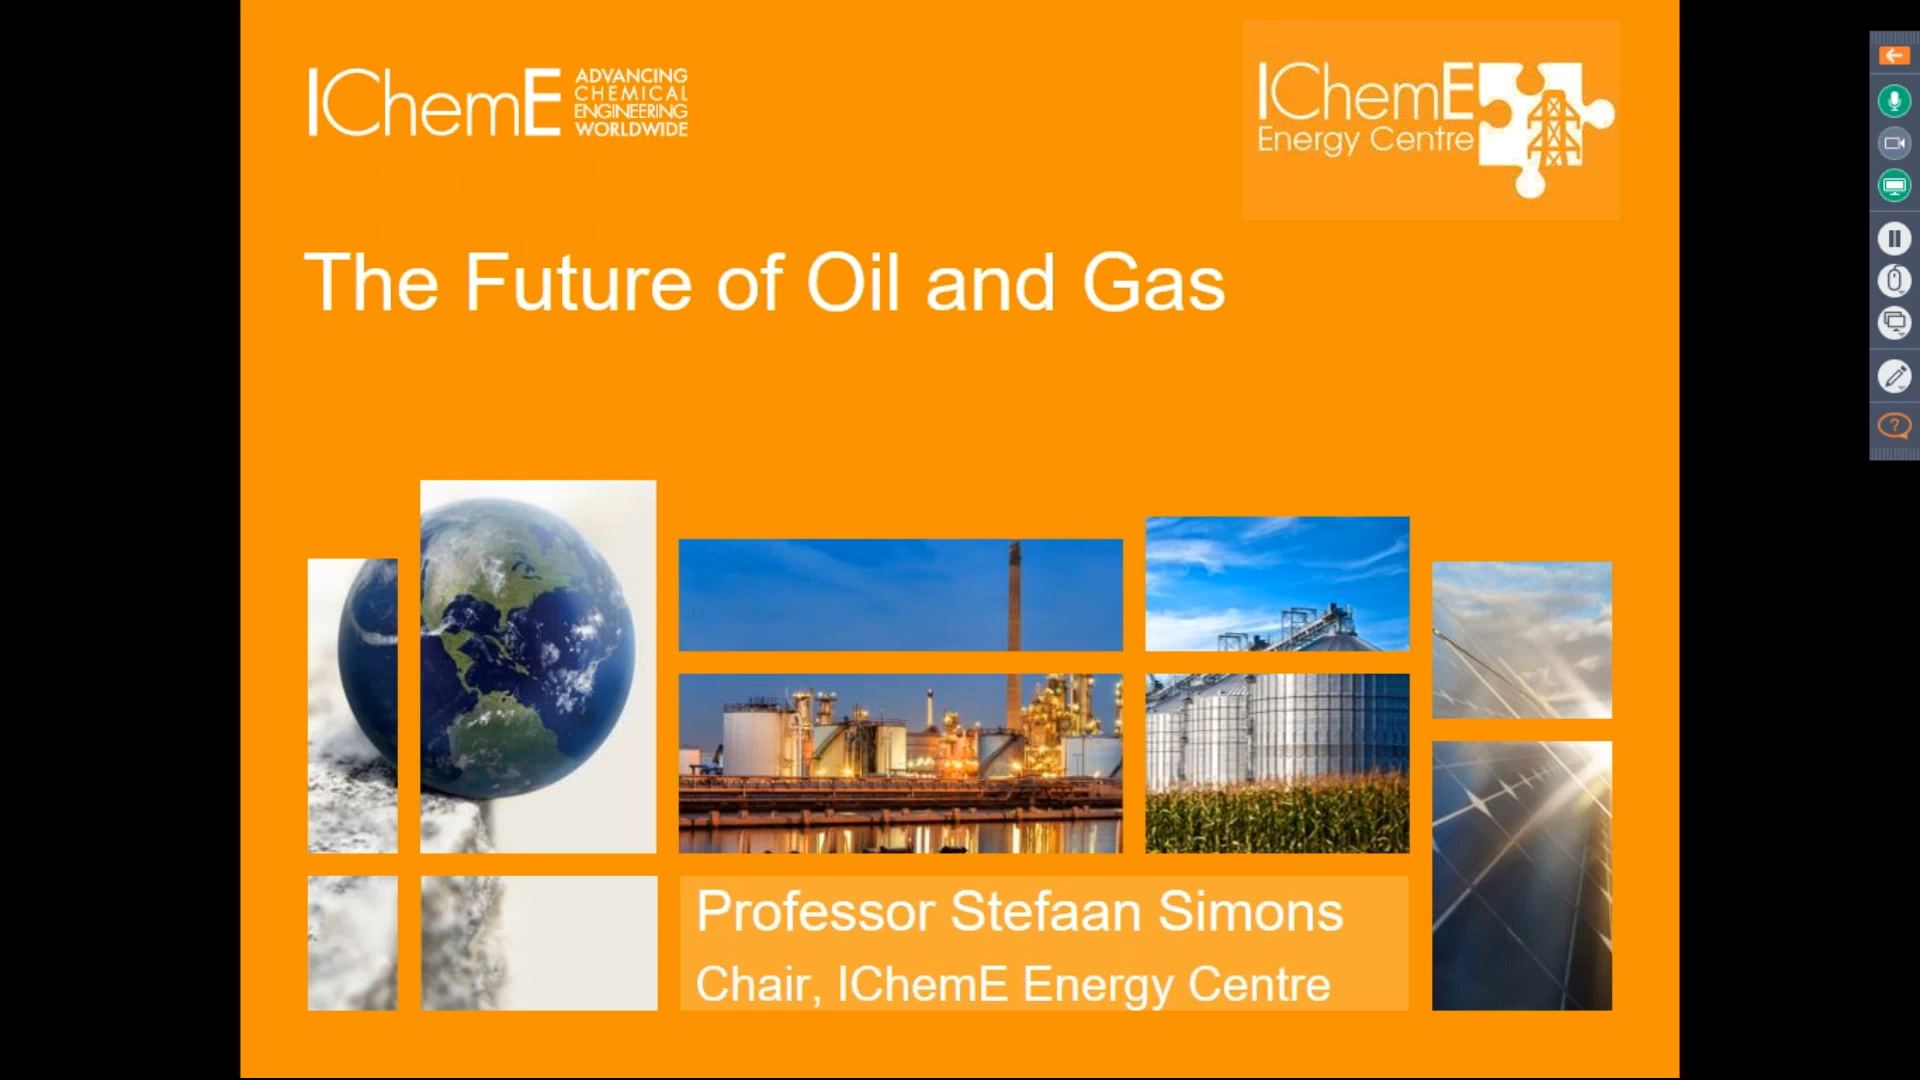 IChemE
ADVANCING
CHEMICAL
ENGINEERING
WORLDWIDE
IChemE
Energy Centre
The Future of Oil and Gas
Professor Stefaan Simons
Chair, IChemE Energy Centre
?